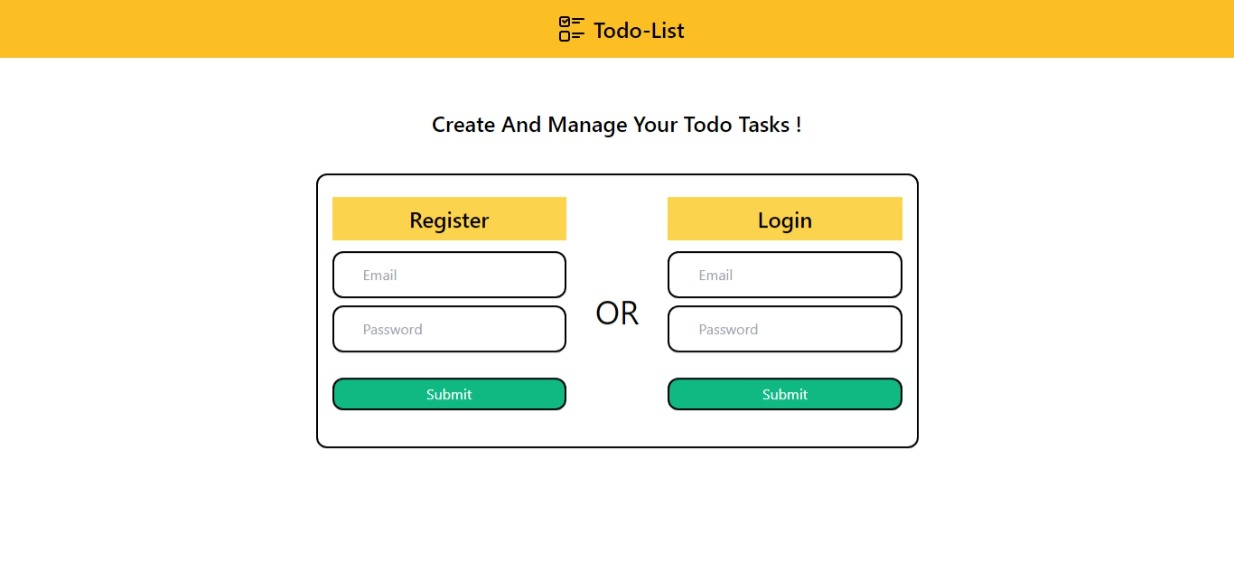 Todo-List
Create And Manage Your Todo Tasks !
Register
Email
Password
Submit
OR
Login
Email
Password
Submit